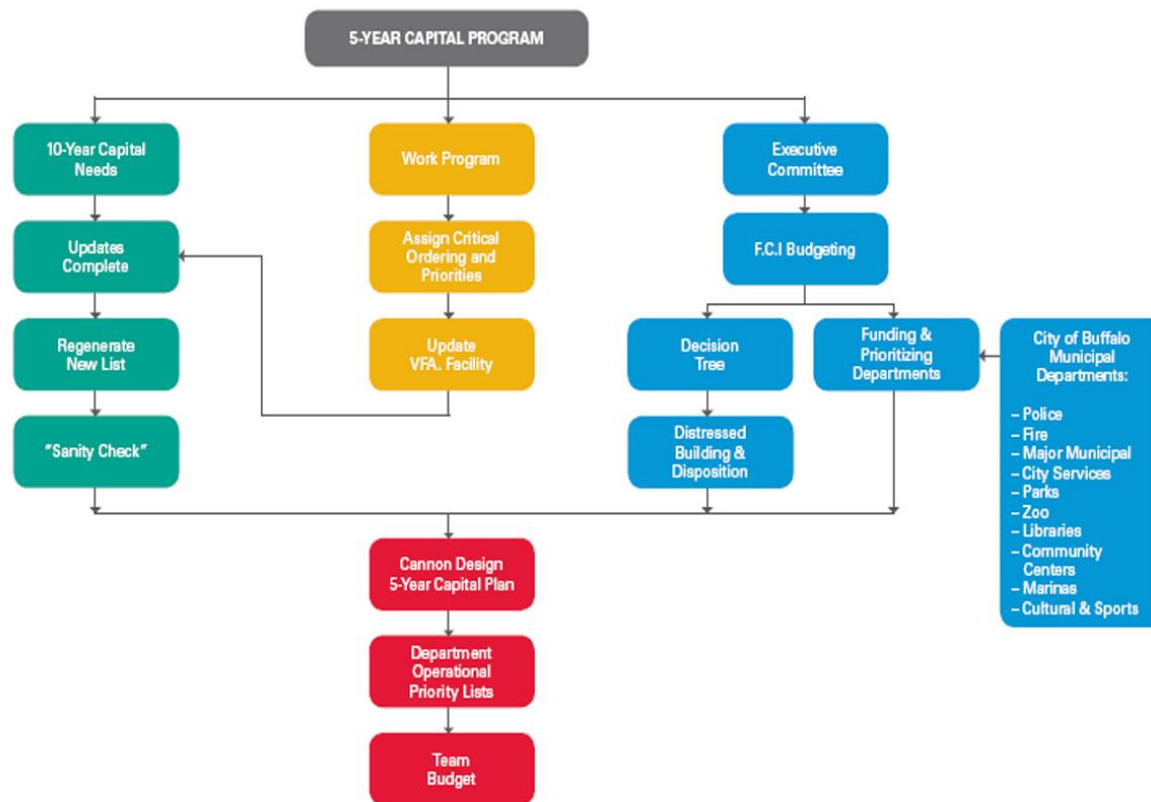 5-YEAR CAPITAL PROGRAM
10-Year Capital
Needs
Work Program
Executive
Committee
Updates
Complete
Assign Critical
Ordering and
Priorities
F.C.I Budgeting
Regenerate
New List
Update
VFA. Facility
Decision
Tree
Funding &
Prioritizing
Departments
City of Buffalo
Municipal
Departments:
– Police
– Fire
– Major Municipal
– City Services
– Parks
– Zoo
– Libraries
– Community
Centers
– Marinas
– Cultural & Sports
"Sanity Check"
Distressed
Building &
Disposition
Cannon Design
5-Year Capital Plan
Department
Operational
Priority Lists
Team
Budget